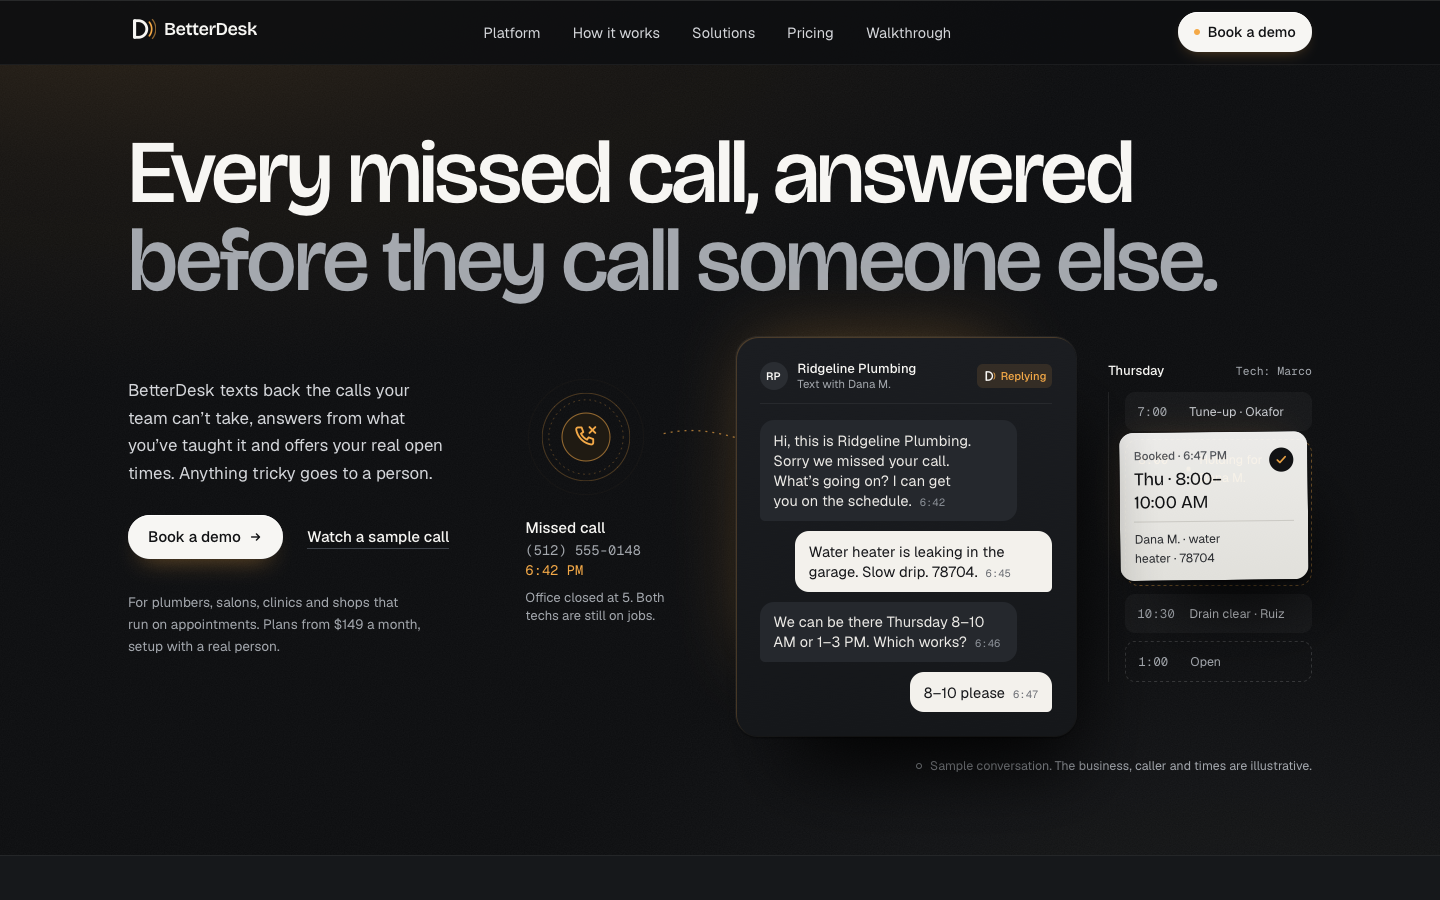 BetterDesk
Platform
How it works
Solutions
Pricing
Walkthrough
Book a demo
Every missed call, answered
before they call someone else.
BetterDesk texts back the calls your
team can’t take, answers from what
you’ve taught it and offers your real open
times. Anything tricky goes to a person.
Book a demo
Watch a sample call
For plumbers, salons, clinics and shops that
run on appointments. Plans from $149 a month,
setup with a real person.
Missed call
(512) 555-0148
6:42 PM
Office closed at 5. Both
techs are still on jobs.
RP
Ridgeline Plumbing
Text with Dana M.
Replying
Hi, this is Ridgeline Plumbing.
Sorry we missed your call.
What’s going on? I can get
you on the schedule. 6:42
Water heater is leaking in the
garage. Slow drip. 78704. 6:45
We can be there Thursday 8–10
AM or 1–3 PM. Which works? 6:46
8–10 please 6:47
Thursday
Tech: Marco
7:00 Tune-up · Okafor
Booked · 6:47 PM
Thu · 8:00–
10:00 AM
Dana M. · water
heater · 78704
10:30 Drain clear · Ruiz
1:00 Open
Sample conversation. The business, caller and times are illustrative.